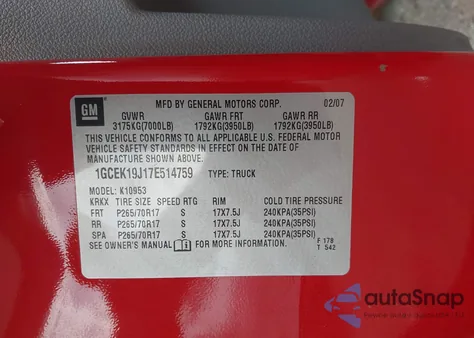 GM
MFD BY GENERAL MOTORS CORP. 02/07
GVWR GAWR FRT GAWR RR
3175KG(7000LB) 1792KG(3950LB) 1792KG(3950LB)
THIS VEHICLE CONFORMS TO ALL APPLICABLE U.S. FEDERAL MOTOR
VEHICLE SAFETY STANDARDS IN EFFECT ON THE DATE OF
MANUFACTURE SHOWN ABOVE.
1GCEK19J17E514759 TYPE: TRUCK
MODEL: K10953
KRKX TIRE SIZE SPEED RTG RIM COLD TIRE PRESSURE
FRT P265/70R17 S 17X7.5J 240KPA(35PSI)
RR P265/70R17 S 17X7.5J 240KPA(35PSI)
SPA P265/70R17 S 17X7.5J 240KPA(35PSI)
SEE OWNER'S MANUAL FOR MORE INFORMATION.
F 178
T 542
autoSnap